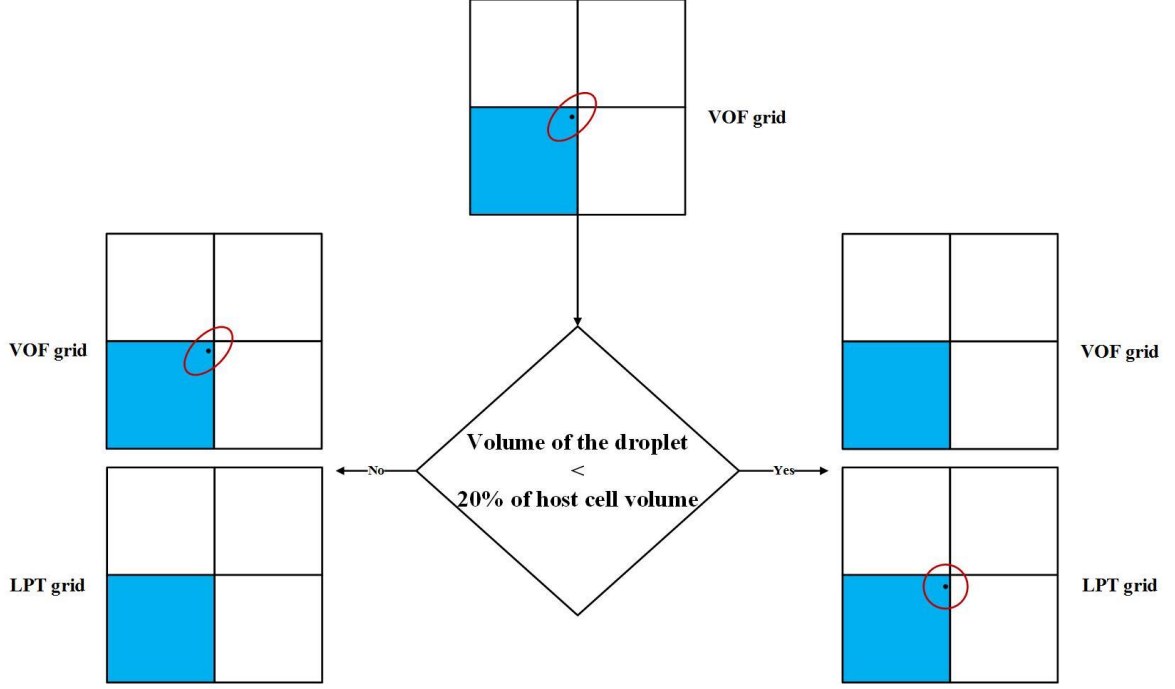 VOF grid
VOF grid
VOF grid
Volume of the droplet
<
20% of host cell volume
No
Yes
LPT grid
LPT grid